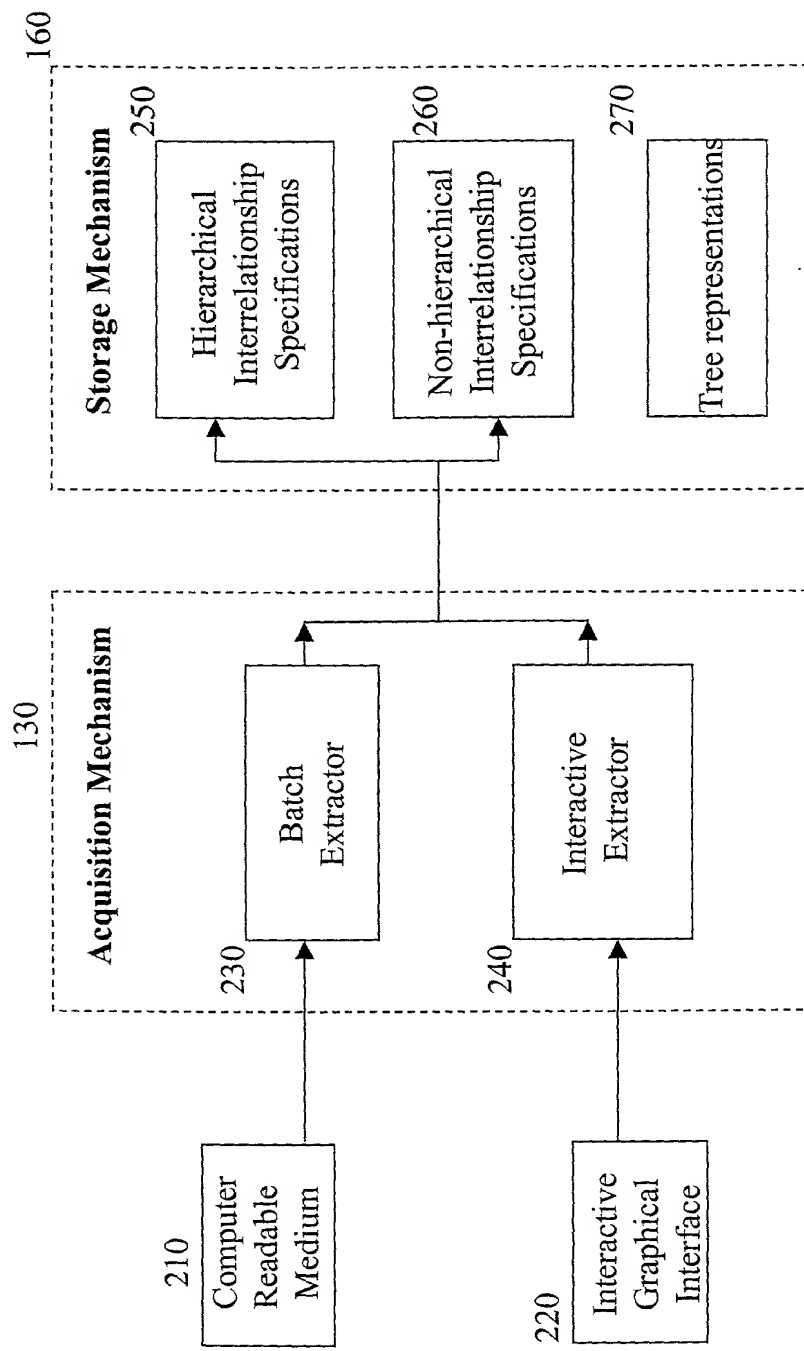 130
160
Acquisition Mechanism
Storage Mechanism
210
Computer
Readable
Medium
230
Batch
Extractor
250
Hierarchical
Interrelationship
Specifications
220
Interactive
Graphical
Interface
240
Interactive
Extractor
260
Non-hierarchical
Interrelationship
Specifications
270
Tree representations